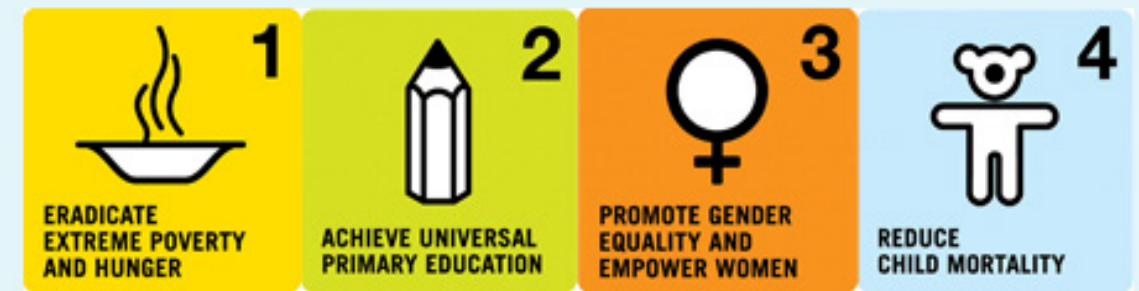 1
ERADICATE
EXTREME POVERTY
AND HUNGER
2
ACHIEVE UNIVERSAL
PRIMARY EDUCATION
3
PROMOTE GENDER
EQUALITY AND
EMPOWER WOMEN
4
REDUCE
CHILD MORTALITY